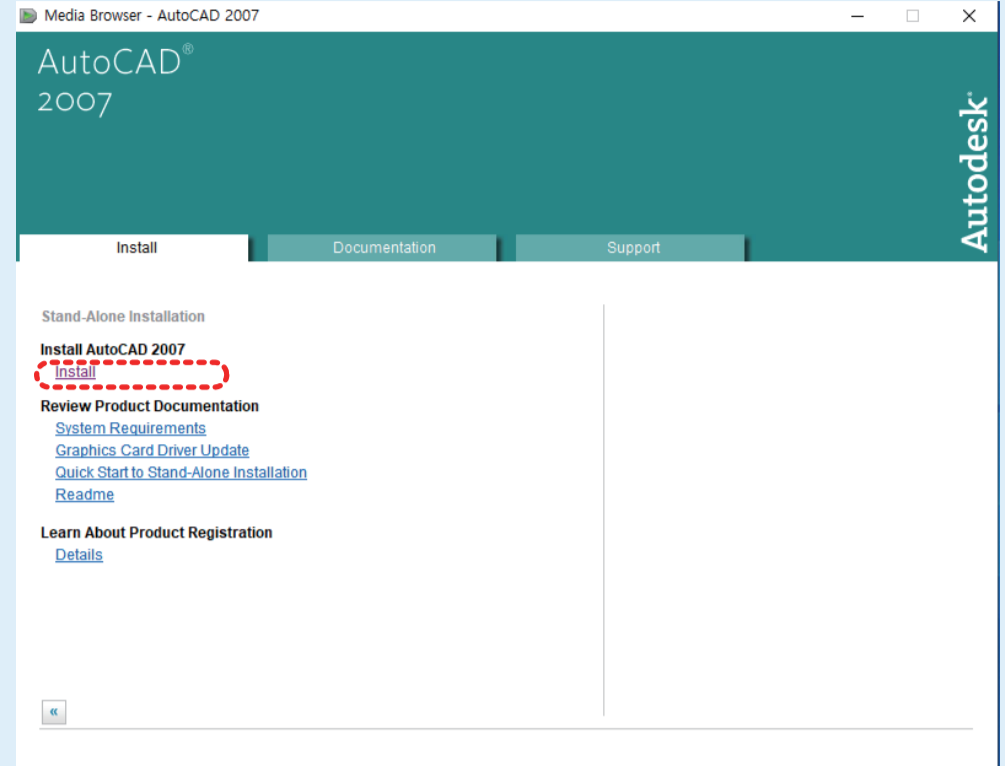 Media Browser - AutoCAD 2007
AutoCAD®
2007
Autodesk
Install
Documentation
Support
Stand-Alone Installation
Install AutoCAD 2007
Install
Review Product Documentation
System Requirements
Graphics Card Driver Update
Quick Start to Stand-Alone Installation
Readme
Learn About Product Registration
Details